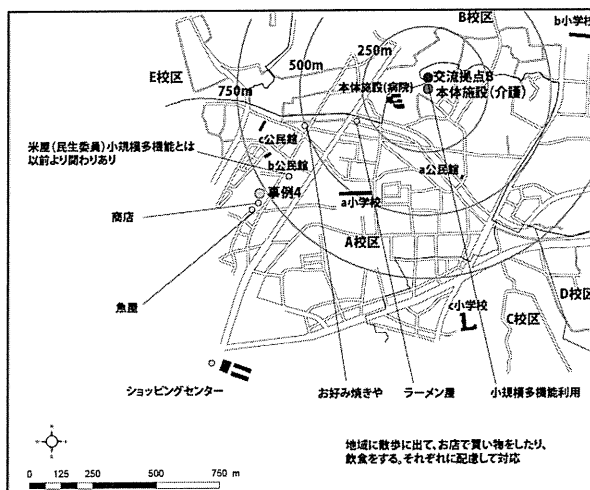 B校区
b小学校
250m
交流拠点B
500m
本体施設(病院)
本体施設(介護)
E校区
750m
c公民館
米屋(民生委員)小規模多機能とは
以前より関わりあり
b公民館
a公民館
事例4
a小学校
商店
A校区
魚屋
D校区
c小学校
C校区
ショッピングセンター
お好み焼きや
ラーメン屋
小規模多機能利用
地域に散歩に出て、お店で買い物をしたり、
飲食をする。それぞれに配慮して対応
N
W
E
S
0 125 250 500 750 m